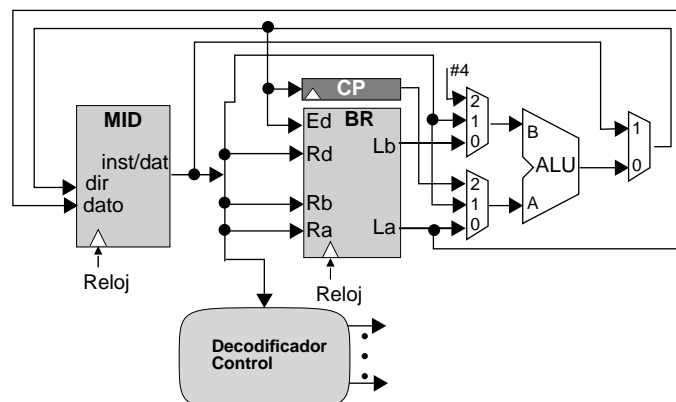 #4
CP
MID
BR
2
1
0
B
ALU
A
1
0
inst/dat
Ed
Lb
Rd
dir
dato
2
1
0
Rb
Ra
La
Reloj
Reloj
Decodificador
Control